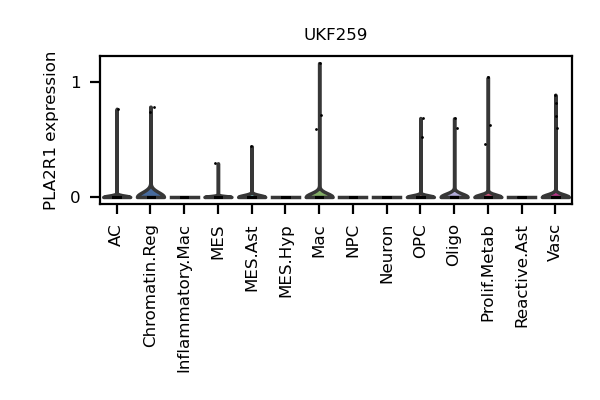 UKF259
PLA2R1 expression
1
0
AC
Chromatin.Reg
Inflammatory.Mac
MES
MES.Ast
MES.Hyp
Mac
NPC
Neuron
OPC
Oligo
Prolif.Metab
Reactive.Ast
Vasc